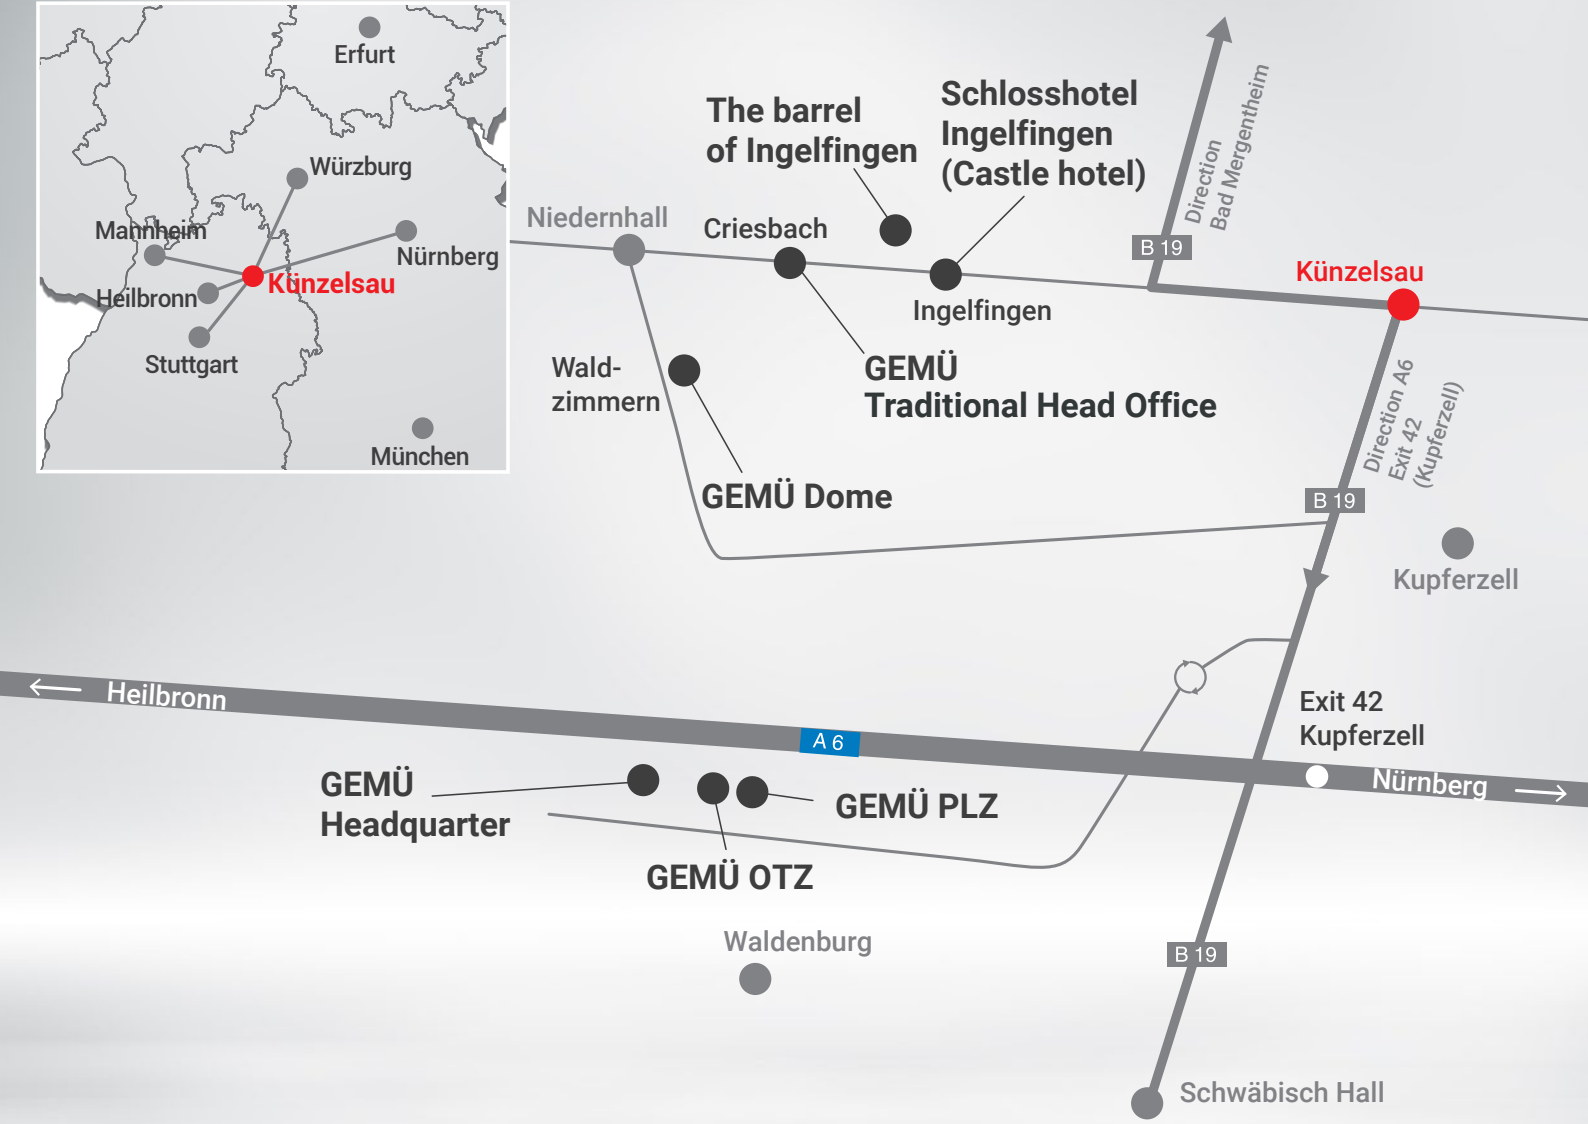 Erfurt
Würzburg
Mannheim
Nürnberg
Künzelsau
Heilbronn
Stuttgart
München
The barrel
of Ingelfingen
Schlosshotel
Ingelfingen
(Castle hotel)
Direction
Bad Mergentheim
Niedernhall
Criesbach
B 19
Künzelsau
Ingelfingen
Wald-
zimmern
GEMÜ
Traditional Head Office
Direction A6
Exit 42
(Kupferzell)
GEMÜ Dome
B 19
Kupferzell
Heilbronn
A 6
Exit 42
Kupferzell
Nürnberg
GEMÜ
Headquarter
GEMÜ PLZ
GEMÜ OTZ
Waldenburg
B 19
Schwäbisch Hall